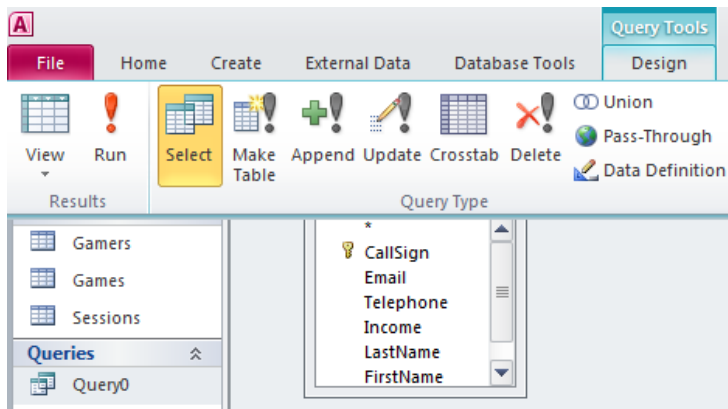 A
Query Tools
File Home Create External Data Database Tools Design
View Run Select Make Table Append Update Crosstab Delete
Union
Pass-Through
Data Definition
Results Query Type
Gamers
Games
Sessions
Queries
Query0
*
CallSign
Email
Telephone
Income
LastName
FirstName